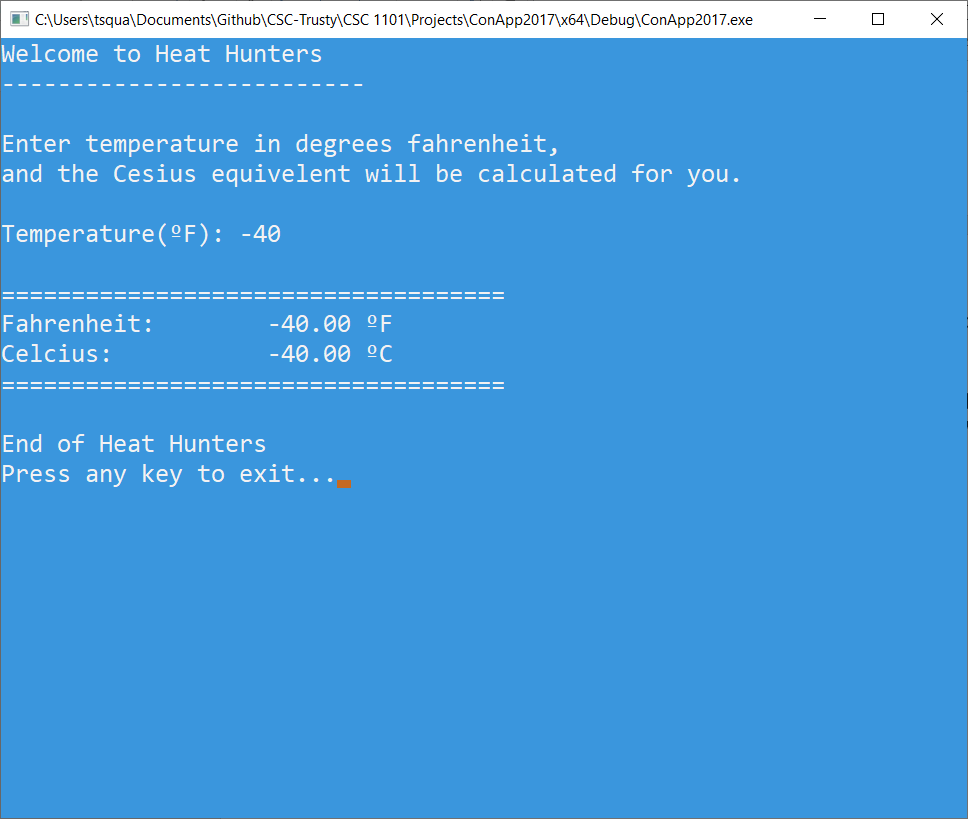 C:\Users\tsqua\Documents\Github\CSC-Trusty\CSC 1101\Projects\ConApp2017\x64\Debug\ConApp2017.exe
Welcome to Heat Hunters
--------------------------
Enter temperature in degrees fahrenheit,
and the Cesius equivelent will be calculated for you.
Temperature(ºF): -40
====================================
Fahrenheit:        -40.00 ºF
Celcius:           -40.00 ºC
====================================
End of Heat Hunters
Press any key to exit...